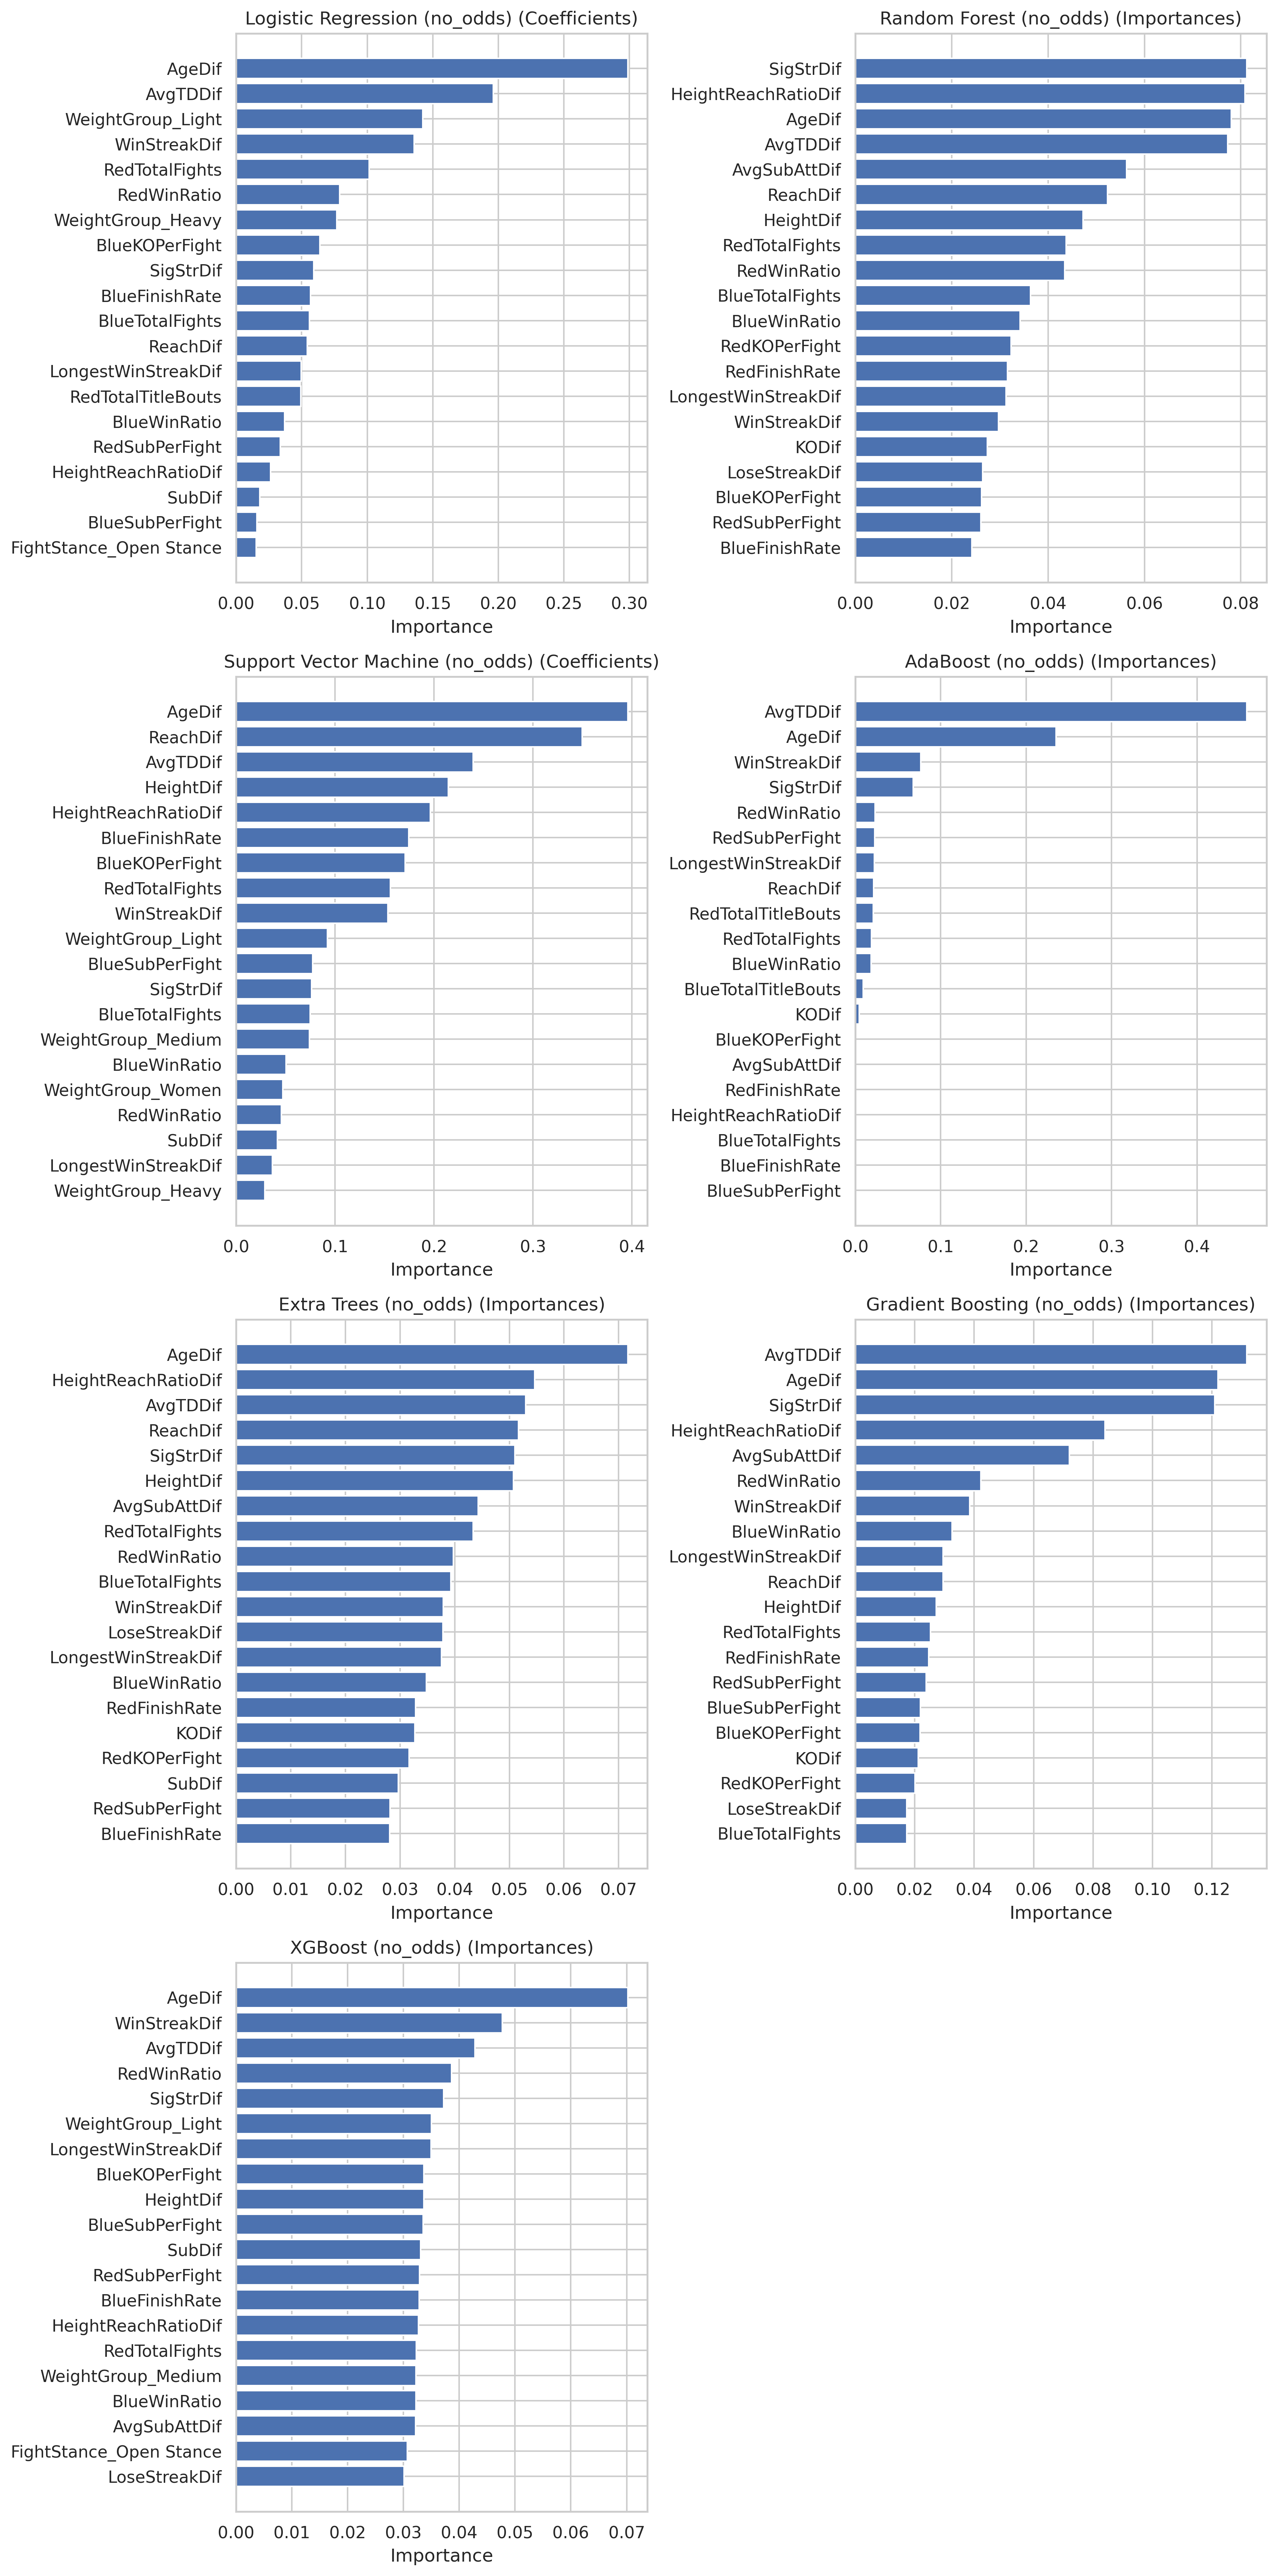 Logistic Regression (no_odds) (Coefficients)
AgeDif
AvgTDDif
WeightGroup_Light
WinStreakDif
RedTotalFights
RedWinRatio
WeightGroup_Heavy
BlueKOPerFight
SigStrDif
BlueFinishRate
BlueTotalFights
ReachDif
LongestWinStreakDif
RedTotalTitleBouts
BlueWinRatio
RedSubPerFight
HeightReachRatioDif
SubDif
BlueSubPerFight
FightStance_Open Stance
0.00 0.05 0.10 0.15 0.20 0.25 0.30
Importance
Random Forest (no_odds) (Importances)
SigStrDif
HeightReachRatioDif
AgeDif
AvgTDDif
AvgSubAttDif
ReachDif
HeightDif
RedTotalFights
RedWinRatio
BlueTotalFights
BlueWinRatio
RedKOPerFight
RedFinishRate
LongestWinStreakDif
WinStreakDif
KODif
LoseStreakDif
BlueKOPerFight
RedSubPerFight
BlueFinishRate
0.00 0.02 0.04 0.06 0.08
Importance
Support Vector Machine (no_odds) (Coefficients)
AgeDif
ReachDif
AvgTDDif
HeightDif
HeightReachRatioDif
BlueFinishRate
BlueKOPerFight
RedTotalFights
WinStreakDif
WeightGroup_Light
BlueSubPerFight
SigStrDif
BlueTotalFights
WeightGroup_Medium
BlueWinRatio
WeightGroup_Women
RedWinRatio
SubDif
LongestWinStreakDif
WeightGroup_Heavy
0.0 0.1 0.2 0.3 0.4
Importance
AdaBoost (no_odds) (Importances)
AvgTDDif
AgeDif
WinStreakDif
SigStrDif
RedWinRatio
RedSubPerFight
LongestWinStreakDif
ReachDif
RedTotalTitleBouts
RedTotalFights
BlueWinRatio
BlueTotalTitleBouts
KODif
BlueKOPerFight
AvgSubAttDif
RedFinishRate
HeightReachRatioDif
BlueTotalFights
BlueFinishRate
BlueSubPerFight
0.0 0.1 0.2 0.3 0.4
Importance
Extra Trees (no_odds) (Importances)
AgeDif
HeightReachRatioDif
AvgTDDif
ReachDif
SigStrDif
HeightDif
AvgSubAttDif
RedTotalFights
RedWinRatio
BlueTotalFights
WinStreakDif
LoseStreakDif
LongestWinStreakDif
BlueWinRatio
RedFinishRate
KODif
RedKOPerFight
SubDif
RedSubPerFight
BlueFinishRate
0.00 0.01 0.02 0.03 0.04 0.05 0.06 0.07
Importance
Gradient Boosting (no_odds) (Importances)
AvgTDDif
AgeDif
SigStrDif
HeightReachRatioDif
AvgSubAttDif
RedWinRatio
WinStreakDif
BlueWinRatio
LongestWinStreakDif
ReachDif
HeightDif
RedTotalFights
RedFinishRate
RedSubPerFight
BlueSubPerFight
BlueKOPerFight
KODif
RedKOPerFight
LoseStreakDif
BlueTotalFights
0.00 0.02 0.04 0.06 0.08 0.10 0.12
Importance
XGBoost (no_odds) (Importances)
AgeDif
WinStreakDif
AvgTDDif
RedWinRatio
SigStrDif
WeightGroup_Light
LongestWinStreakDif
BlueKOPerFight
HeightDif
BlueSubPerFight
SubDif
RedSubPerFight
BlueFinishRate
HeightReachRatioDif
RedTotalFights
WeightGroup_Medium
BlueWinRatio
AvgSubAttDif
FightStance_Open Stance
LoseStreakDif
0.00 0.01 0.02 0.03 0.04 0.05 0.06 0.07
Importance